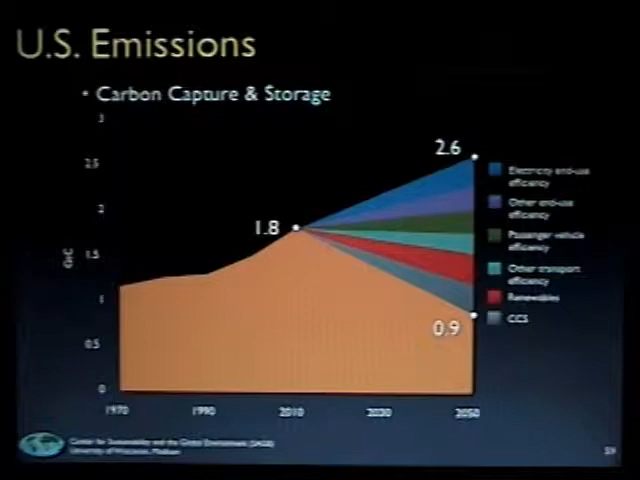 U.S. Emissions
• Carbon Capture & Storage
3
2.5
2
1.5
1
0.5
0
GtC
2.6
1.8
0.9
1970
1990
2010
2030
2050
Electricity end-use
efficiency
Other end-use
efficiency
Passenger vehicle
efficiency
Other transport
efficiency
Renewables
CCS
Center for Sustainability and the Global Environment (SAGE)
University of Wisconsin, Madison